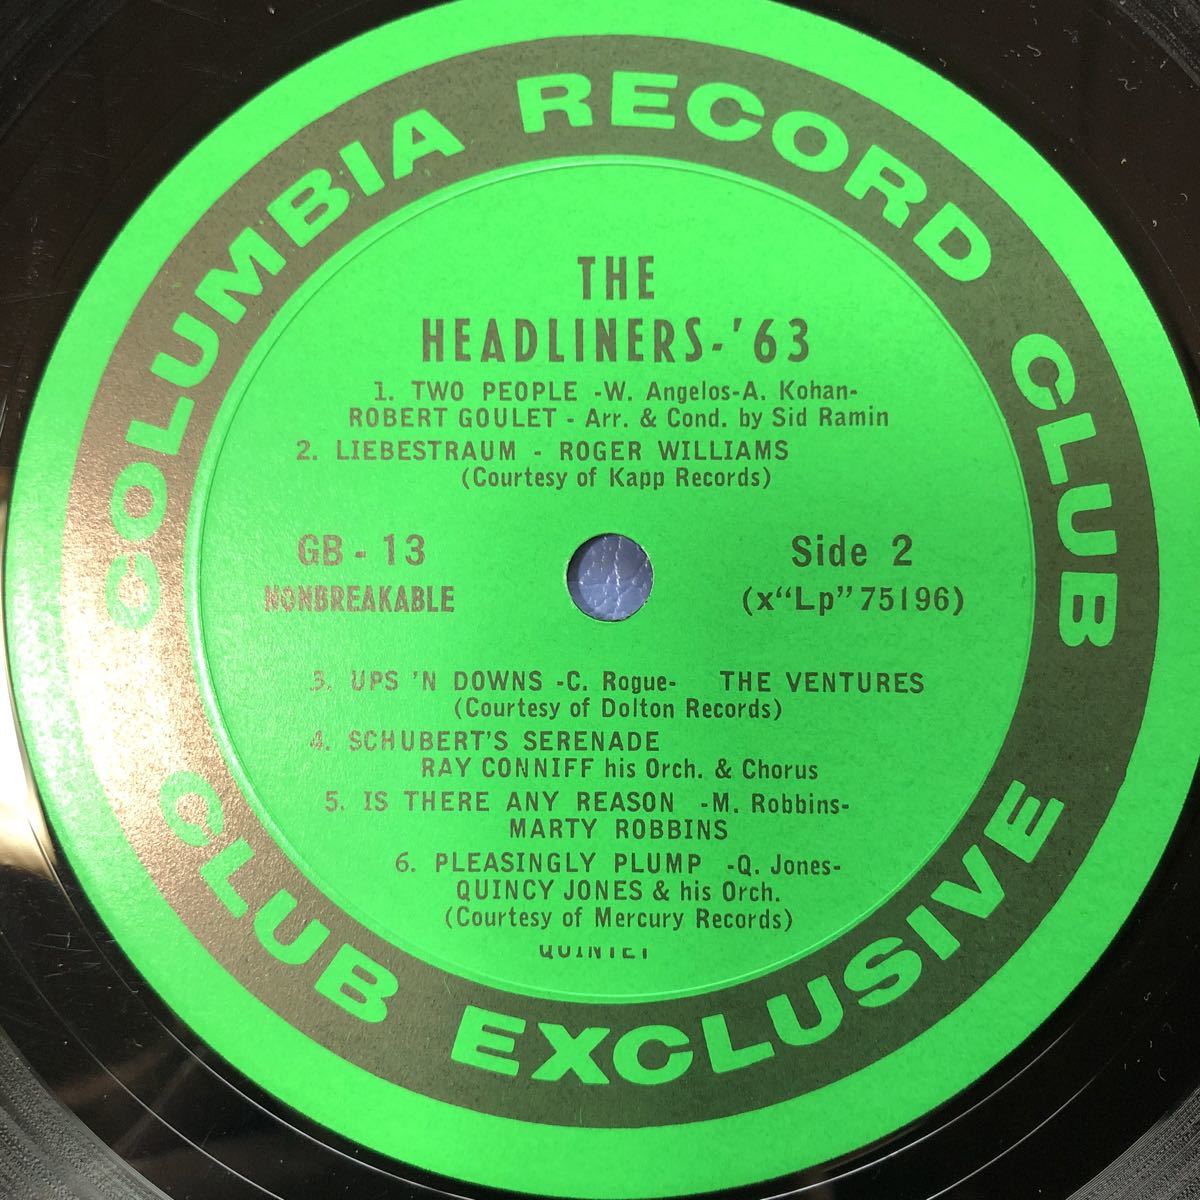 COLUMBIA RECORD CLUB
THE
HEADLINERS-'63
1. TWO PEOPLE -W. Angelos-A. Kohan-
ROBERT GOULET - Arr. & Cond. by Sid Ramin
2. LIEBESTRAUM - ROGER WILLIAMS
(Courtesy of Kapp Records)
GB - 13
Side 2
NONBREAKABLE
(x“Lp”75196)
3. UPS 'N DOWNS -C. Rogue- THE VENTURES
(Courtesy of Dolton Records)
4. SCHUBERT'S SERENADE
RAY CONNIFF his Orch. & Chorus
5. IS THERE ANY REASON -M. Robbins-
MARTY ROBBINS
6. PLEASINGLY PLUMP -Q. Jones-
QUINCY JONES & his Orch.
(Courtesy of Mercury Records)
QUINTET
CLUB EXCLUSIVE